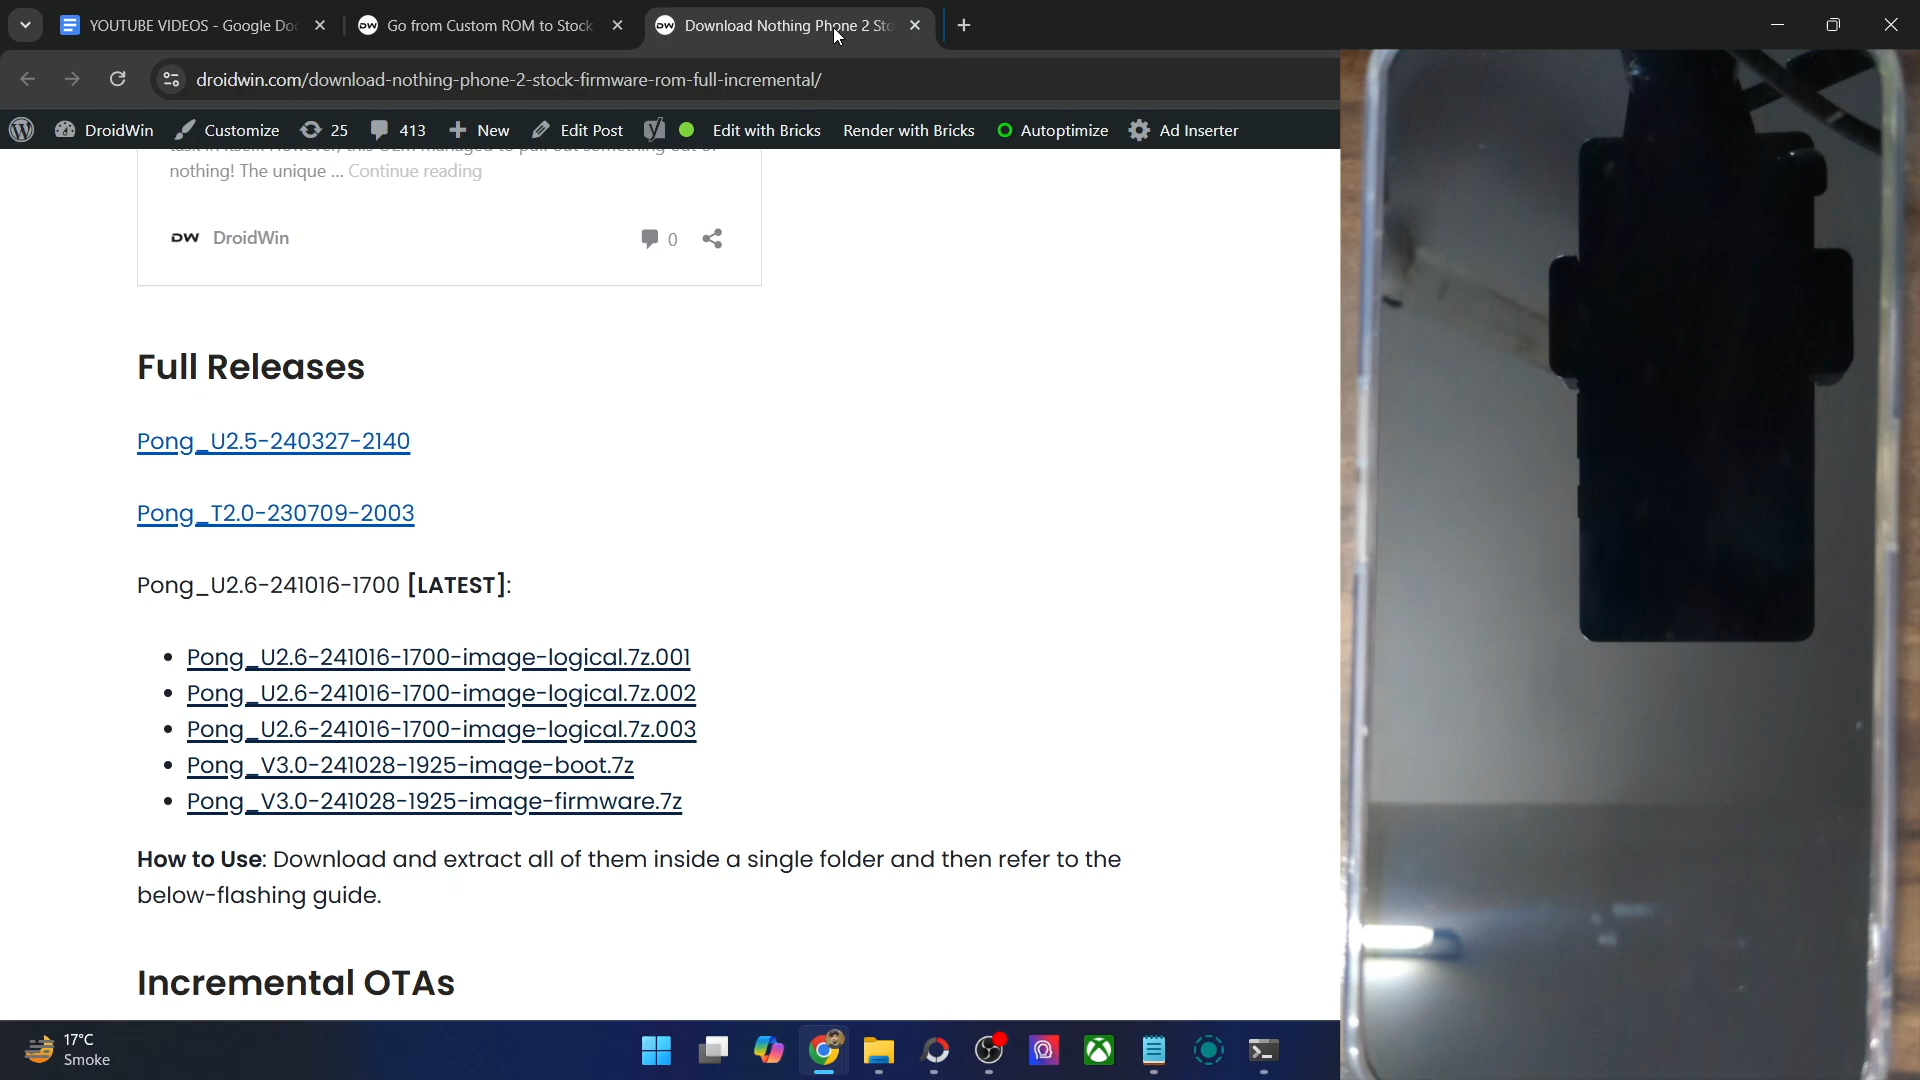 YOUTUBE VIDEOS - Google Do
Go from Custom ROM to Stock
Download Nothing Phone 2 Sto
droidwin.com/download-nothing-phone-2-stock-firmware-rom-full-incremental/
DroidWin
Customize
25
413
New
Edit Post
Edit with Bricks
Render with Bricks
Autoptimize
Ad Inserter
nothing! The unique ... Continue reading
DW DroidWin
0
Full Releases
Pong_U2.5-240327-2140
Pong_T2.0-230709-2003
Pong_U2.6-241016-1700 [LATEST]:
Pong_U2.6-241016-1700-image-logical.7z.001
Pong_U2.6-241016-1700-image-logical.7z.002
Pong_U2.6-241016-1700-image-logical.7z.003
Pong_V3.0-241028-1925-image-boot.7z
Pong_V3.0-241028-1925-image-firmware.7z
How to Use: Download and extract all of them inside a single folder and then refer to the
below-flashing guide.
Incremental OTAs
17°C
Smoke